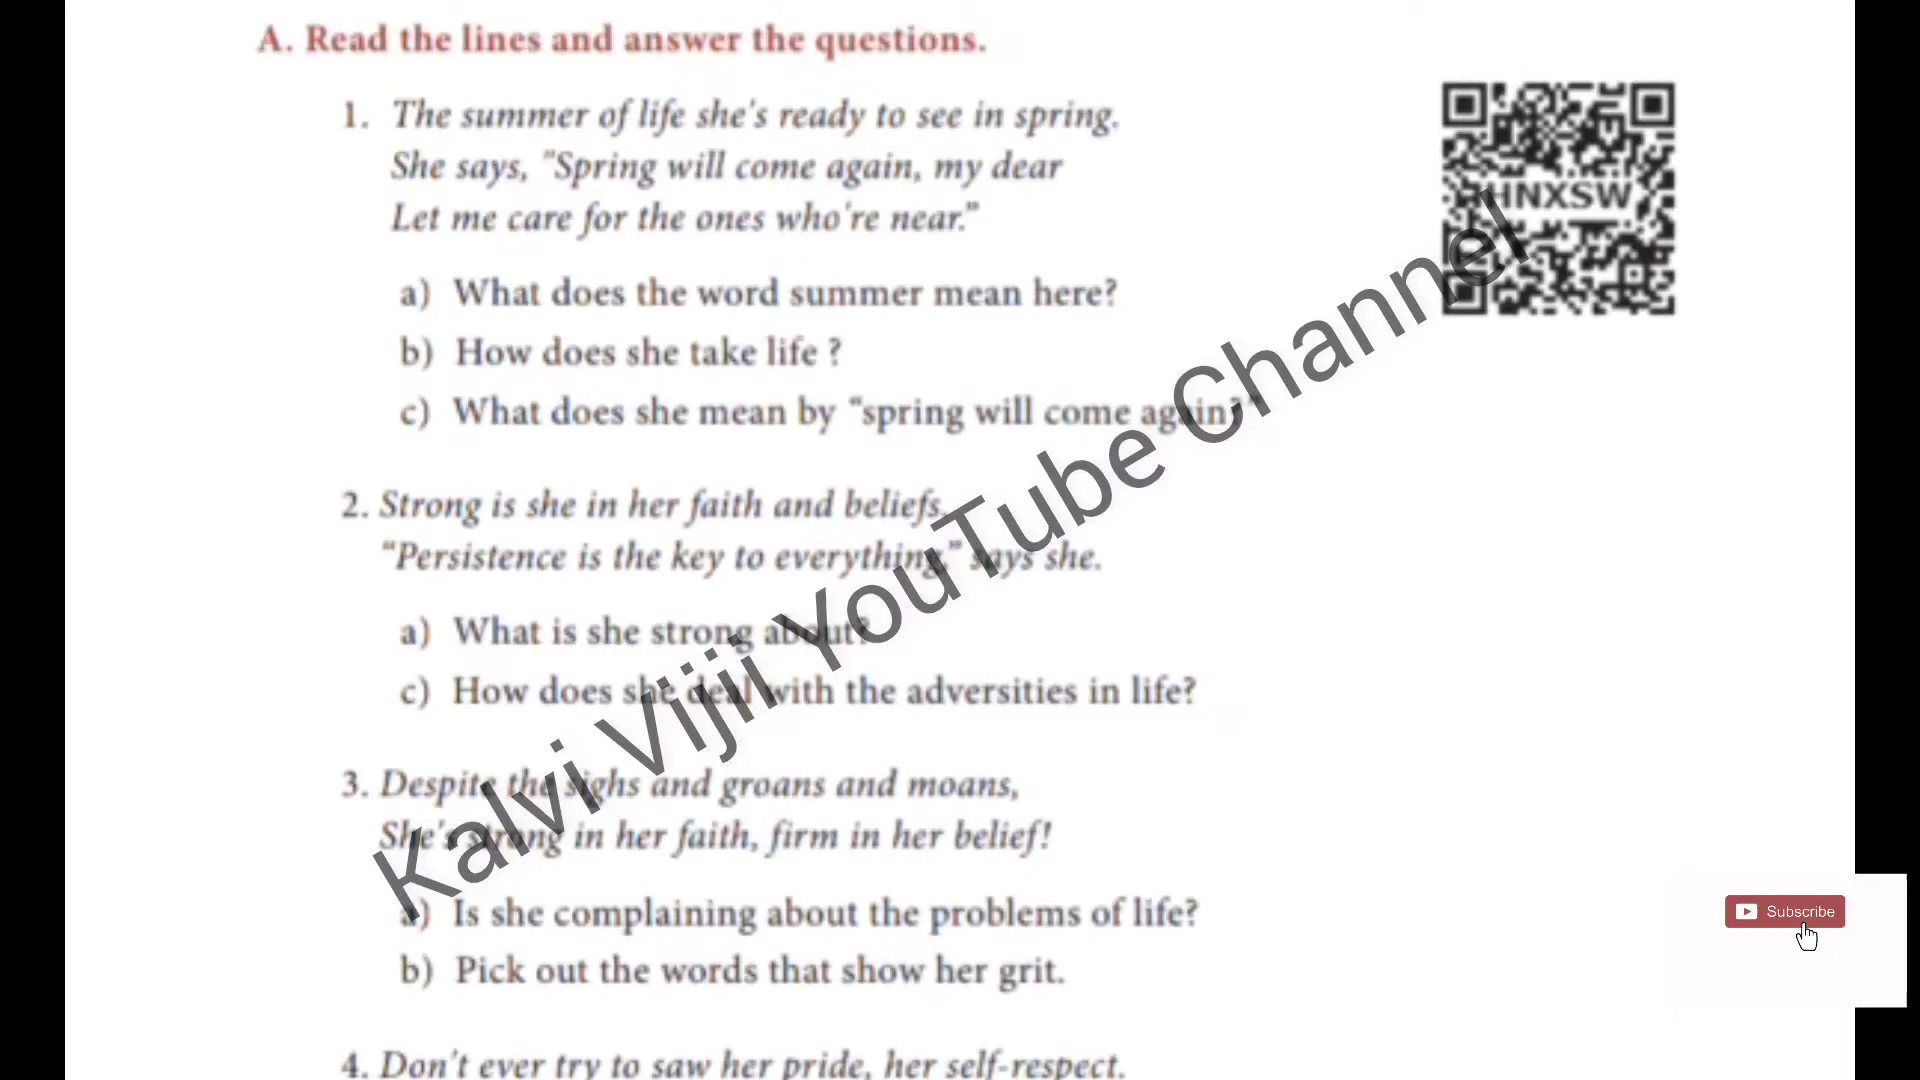 A. Read the lines and answer the questions.
1. The summer of life she's ready to see in spring.
She says, "Spring will come again, my dear
Let me care for the ones who're near."
HNXSW
a) What does the word summer mean here?
b) How does she take life ?
c) What does she mean by “spring will come again?”
2. Strong is she in her faith and beliefs.
“Persistence is the key to everything,” says she.
a) What is she strong about?
c) How does she deal with the adversities in life?
3. Despite the sighs and groans and moans,
She's strong in her faith, firm in her belief!
a) Is she complaining about the problems of life?
b) Pick out the words that show her grit.
4. Don't ever try to saw her pride, her self-respect.
Kalvi Vijii YouTube Channel
Subscribe